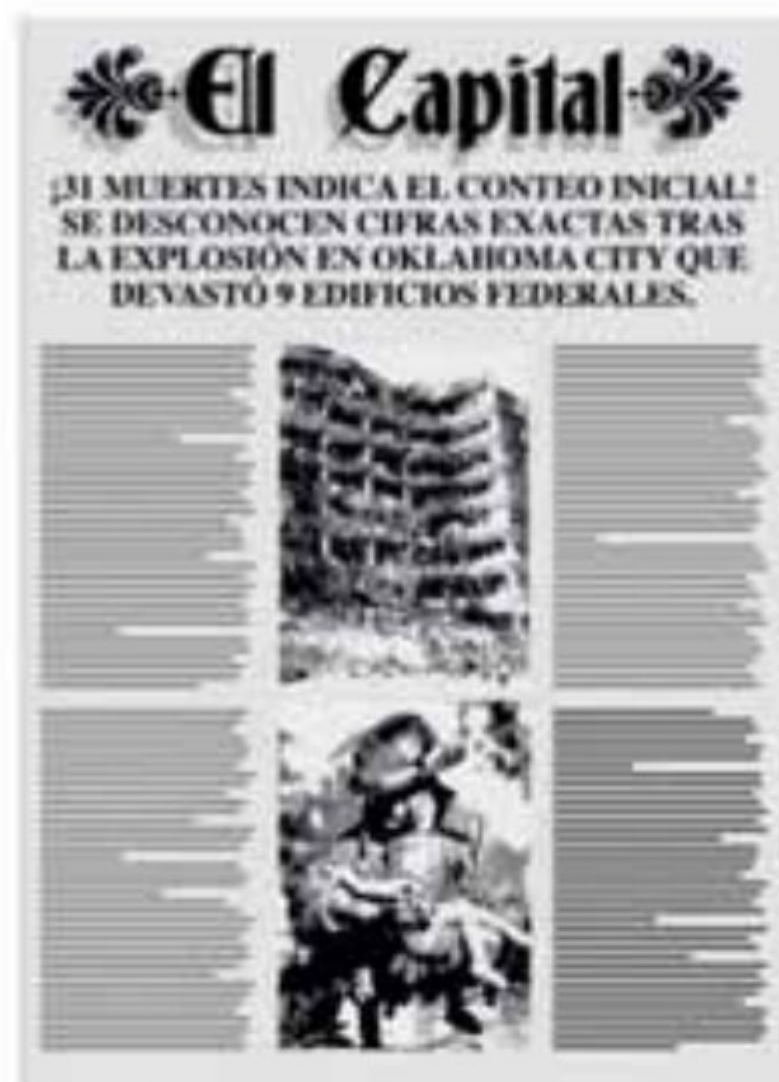 El Capital
¡31 MUERTES INDICA EL CONTEO INICIAL!
SE DESCONOCEN CIFRAS EXACTAS TRAS
LA EXPLOSIÓN EN OKLAHOMA CITY QUE
DEVASTÓ 9 EDIFICIOS FEDERALES.